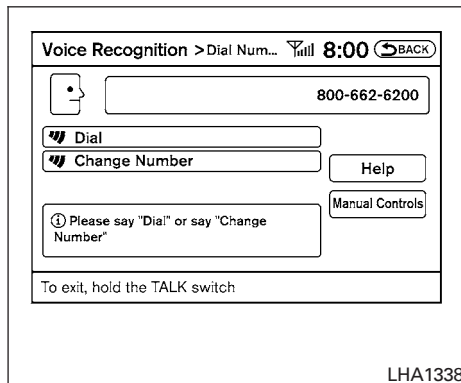 Voice Recognition > Dial Num... 8:00 BACK
800-662-6200
Dial
Change Number
Help
Manual Controls
Please say "Dial" or say "Change
Number"
To exit, hold the TALK switch
LHA1338